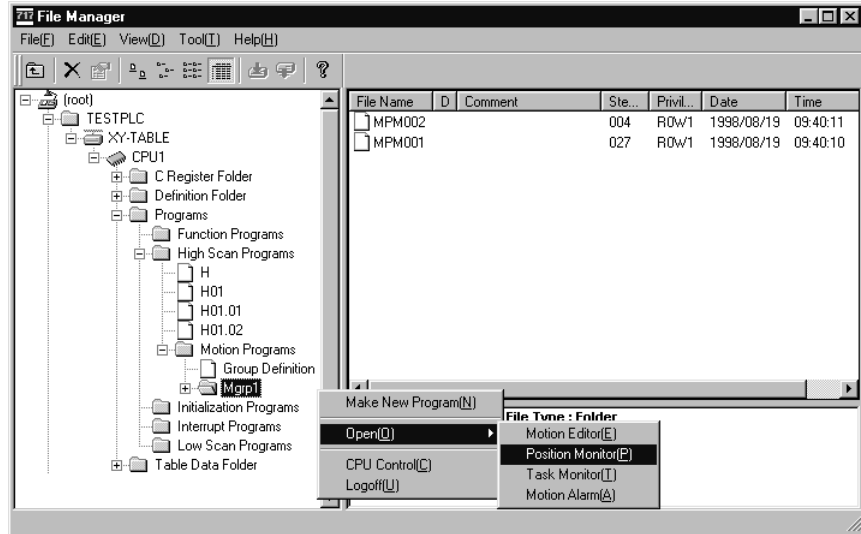 717 File Manager
File(F) Edit(E) View(D) Tool(T) Help(H)
(root)
TESTPLC
XY-TABLE
CPU1
C Register Folder
Definition Folder
Programs
Function Programs
High Scan Programs
H
H01
H01.01
H01.02
Motion Programs
Group Definition
Mgrp1
Initialization Programs
Interrupt Programs
Low Scan Programs
Table Data Folder
File Name D Comment Ste... Privil... Date Time
MPM002 004 R0W1 1998/08/19 09:40:11
MPM001 027 R0W1 1998/08/19 09:40:10
File Type : Folder
Make New Program(N)
Open(O)
CPU Control(C)
Logoff(U)
Motion Editor(E)
Position Monitor(P)
Task Monitor(T)
Motion Alarm(A)